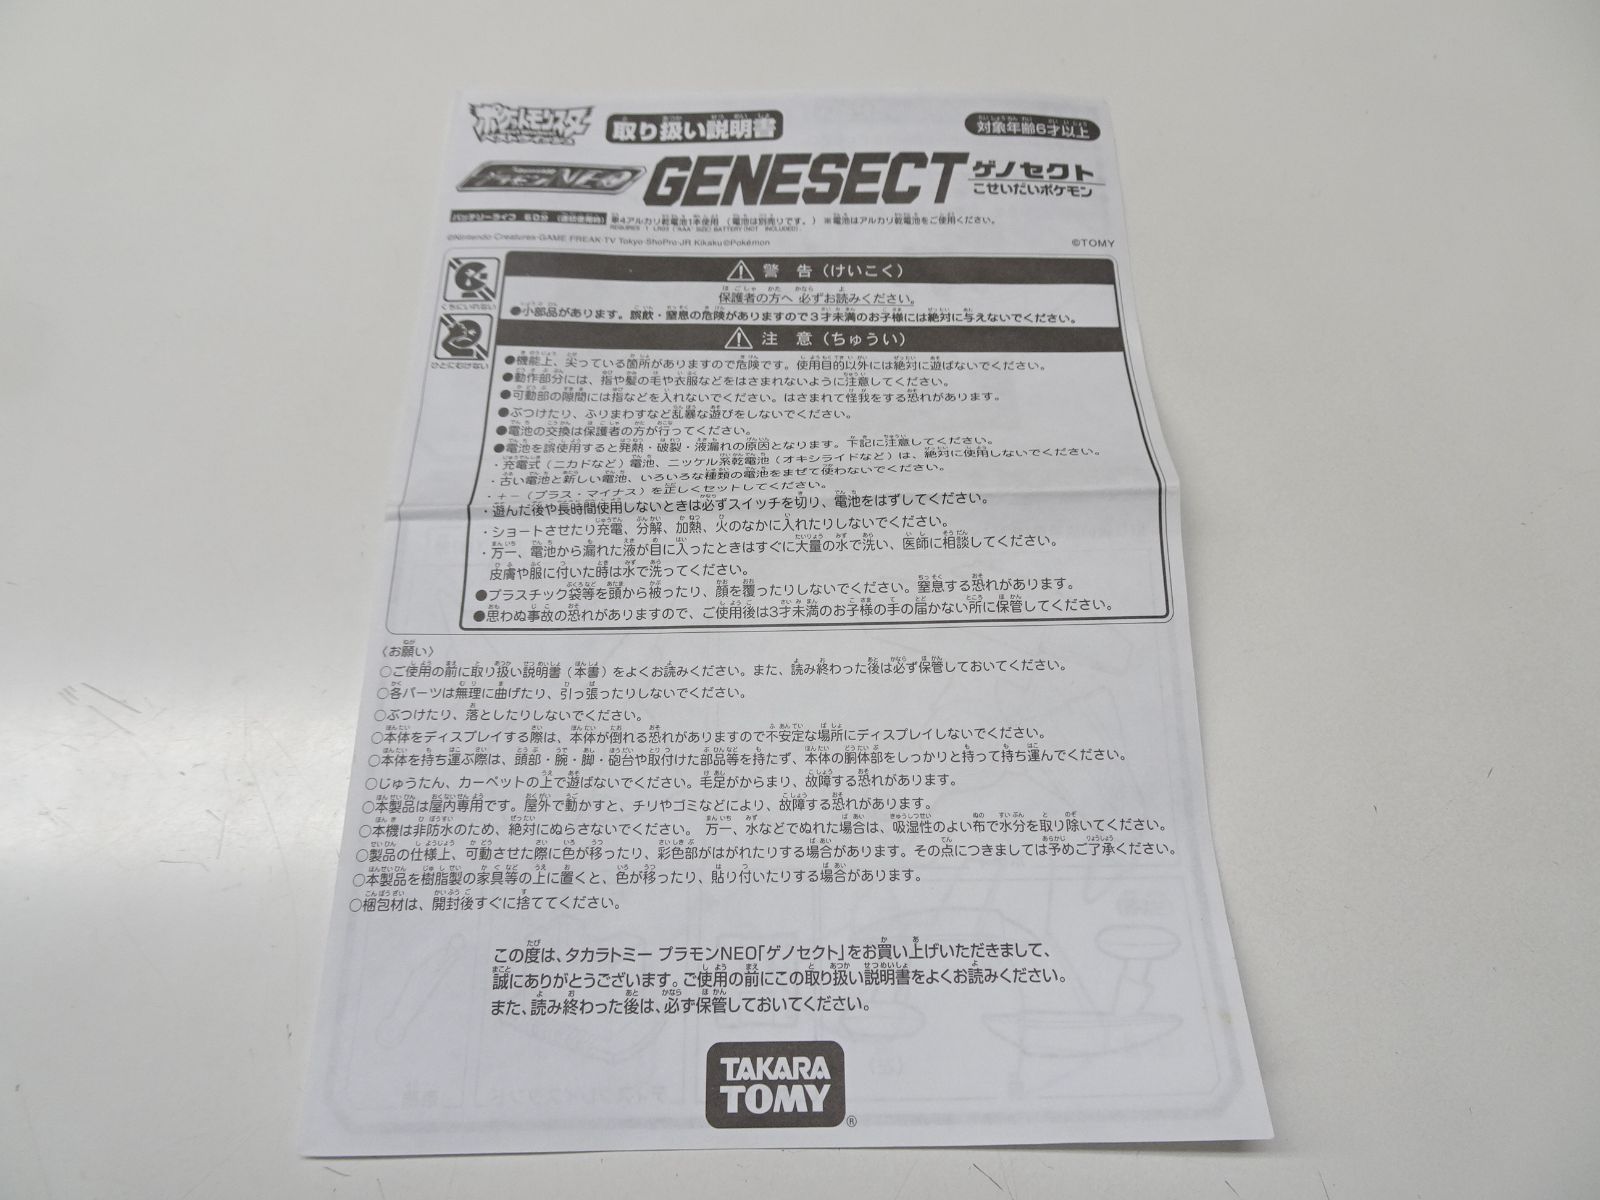 ポケットモンスター
ベストウイッシュ
取り扱い説明書
対象年齢6才以上
プラモンNEO
GENESECT
ゲノセクト
こせいだいポケモン
バッテリーライフ 60分 (連続使用時)
単4アルカリ乾電池1本使用(電池は別売りです。) ※電池はアルカリ乾電池をご使用ください。
REQUIRES 1 LR03 ("AAA" SIZE) BATTERY (NOT INCLUDED).
©Nintendo・Creatures・GAME FREAK・TV Tokyo・ShoPro・JR Kikaku ©Pokémon
©TOMY
くちにいれない
ひとにむけない
警 告(けいこく)
保護者の方へ 必ずお読みください。
●小部品があります。誤飲・窒息の危険がありますので3才未満のお子様には絶対に与えないでください。
注 意(ちゅうい)
●機能上、尖っている箇所がありますので危険です。使用目的以外には絶対に遊ばないでください。
●動作部分には、指や髪の毛や衣服などをはさまれないように注意してください。
●可動部の隙間には指などを入れないでください。はさまれて怪我をする恐れがあります。
●ぶつけたり、ふりまわすなど乱暴な遊びをしないでください。
●電池の交換は保護者の方が行ってください。
●電池を誤使用すると発熱・破裂・液漏れの原因となります。下記に注意してください。
・充電式(ニカドなど)電池、ニッケル系乾電池(オキシライドなど)は、絶対に使用しないでください。
・古い電池と新しい電池、いろいろな種類の電池をまぜて使わないでください。
・+-(プラス・マイナス)を正しくセットしてください。
・遊んだ後や長時間使用しないときは必ずスイッチを切り、電池をはずしてください。
・ショートさせたり充電、分解、加熱、火のなかに入れたりしないでください。
・万一、電池から漏れた液が目に入ったときはすぐに大量の水で洗い、医師に相談してください。
皮膚や服に付いた時は水で洗ってください。
●プラスチック袋等を頭から被ったり、顔を覆ったりしないでください。窒息する恐れがあります。
●思わぬ事故の恐れがありますので、ご使用後は3才未満のお子様の手の届かない所に保管してください。
〈お願い〉
○ご使用の前に取り扱い説明書(本書)をよくお読みください。また、読み終わった後は必ず保管しておいてください。
○各パーツは無理に曲げたり、引っ張ったりしないでください。
○ぶつけたり、落としたりしないでください。
○本体をディスプレイする際は、本体が倒れる恐れがありますので不安定な場所にディスプレイしないでください。
○本体を持ち運ぶ際は、頭部・腕・脚・砲台や取付けた部品等を持たず、本体の胴体部をしっかりと持って持ち運んでください。
○じゅうたん、カーペットの上で遊ばないでください。毛足がからまり、故障する恐れがあります。
○本製品は屋内専用です。屋外で動かすと、チリやゴミなどにより、故障する恐れがあります。
○本機は非防水のため、絶対にぬらさないでください。 万一、水などでぬれた場合は、吸湿性のよい布で水分を取り除いてください。
○製品の仕様上、可動させた際に色が移ったり、彩色部がはがれたりする場合があります。その点につきましては予めご了承ください。
○本製品を樹脂製の家具等の上に置くと、色が移ったり、貼り付いたりする場合があります。
○梱包材は、開封後すぐに捨ててください。
この度は、タカラトミー プラモンNEO「ゲノセクト」をお買い上げいただきまして、
誠にありがとうございます。ご使用の前にこの取り扱い説明書をよくお読みください。
また、読み終わった後は、必ず保管しておいてください。
TAKARA
TOMY
®